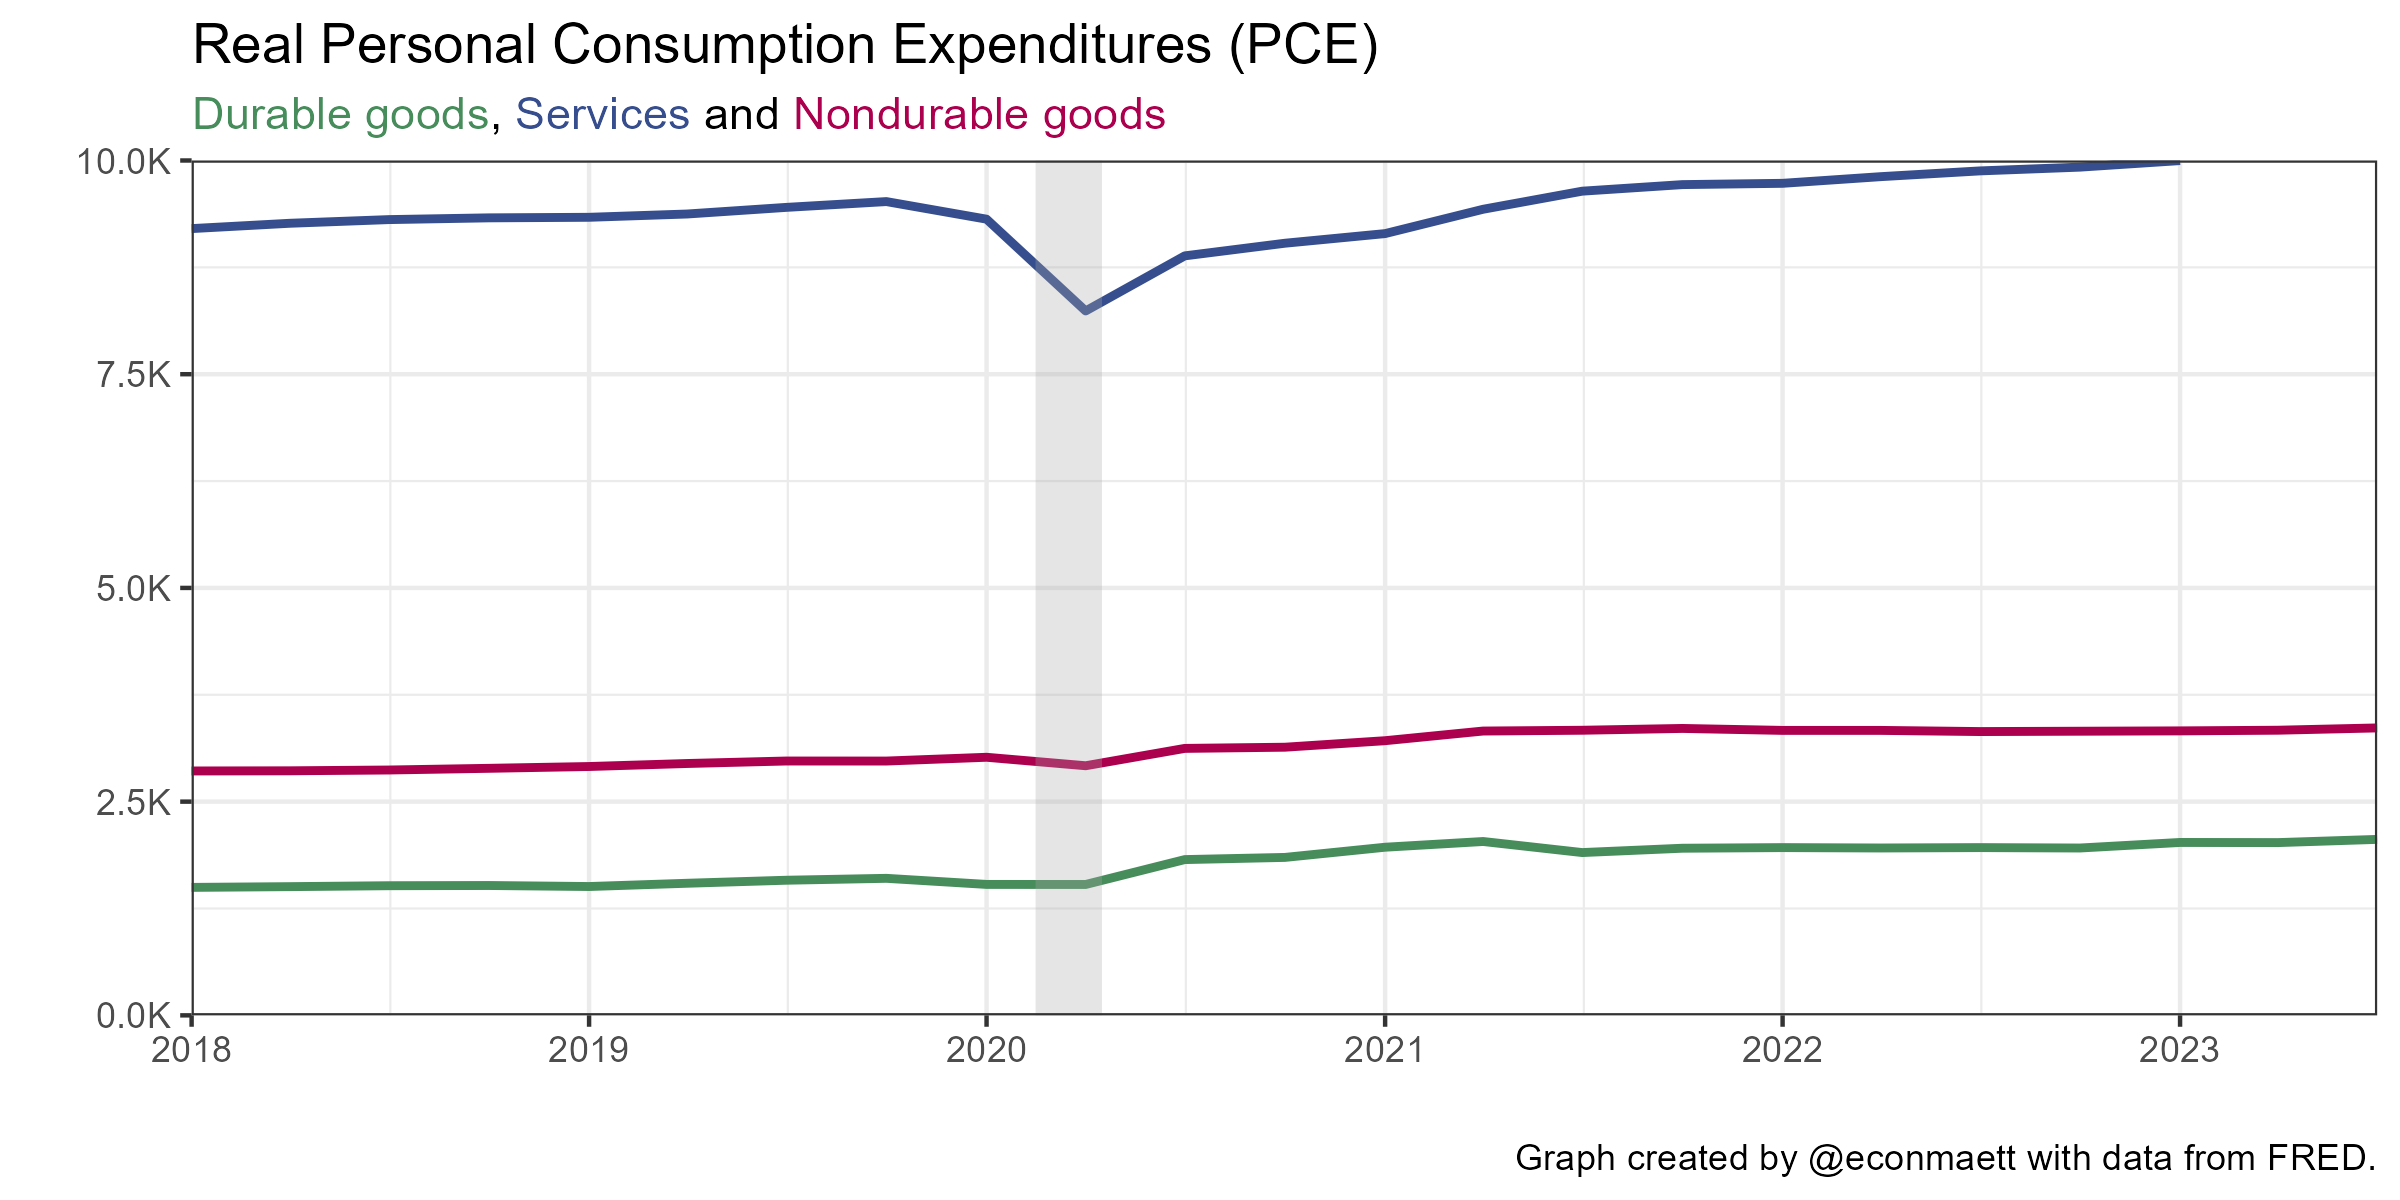 Real Personal Consumption Expenditures (PCE)
Durable goods, Services and Nondurable goods
10.0K
7.5K
5.0K
2.5K
0.0K
2018 2019 2020 2021 2022 2023
Graph created by @econmaett with data from FRED.